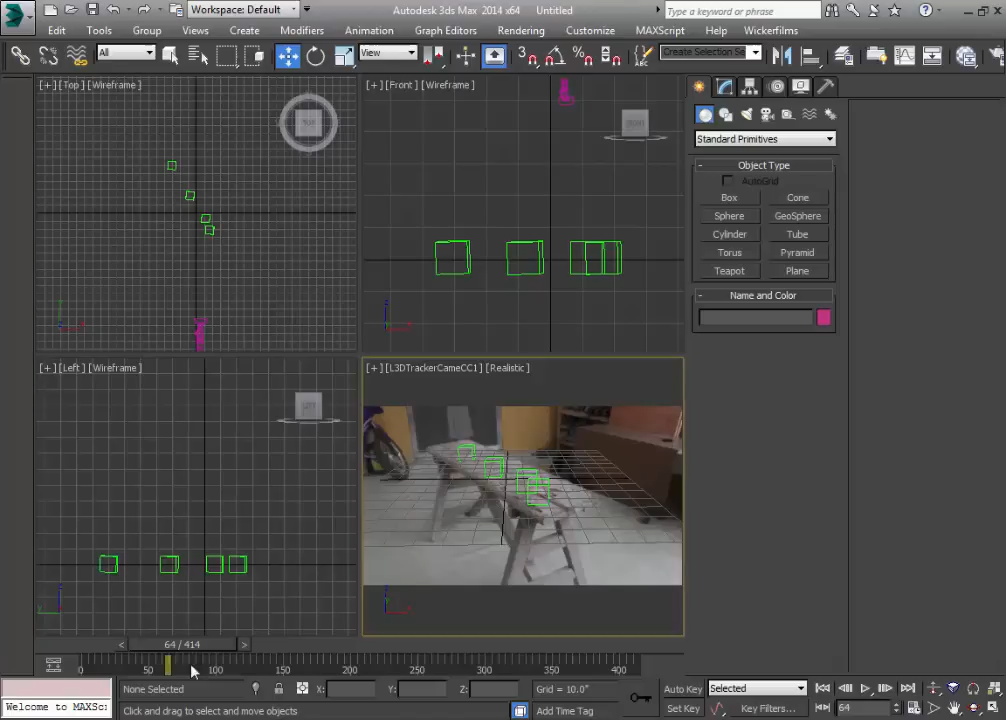 Workspace: Default
Autodesk 3ds Max 2014 x64
Untitled
Type a keyword or phrase
Edit Tools Group Views Create Modifiers Animation Graph Editors Rendering Customize MAXScript Help Wickerfilms
All View Create Selection Se
[+] [Top] [Wireframe]
[+] [Front] [Wireframe]
TOP
FRONT
Standard Primitives
Object Type
AutoGrid
Box Cone
Sphere GeoSphere
Cylinder Tube
Torus Pyramid
Teapot Plane
Name and Color
[+] [Left] [Wireframe]
[+] [L3DTrackerCameCC1] [Realistic]
LEFT
< 64 / 414 >
0 50 100 150 200 250 300 350 400
None Selected X: Y: Z: Grid = 10.0" Auto Key Selected
Welcome to MAXSc: Click and drag to select and move objects Add Time Tag Set Key Key Filters... 64